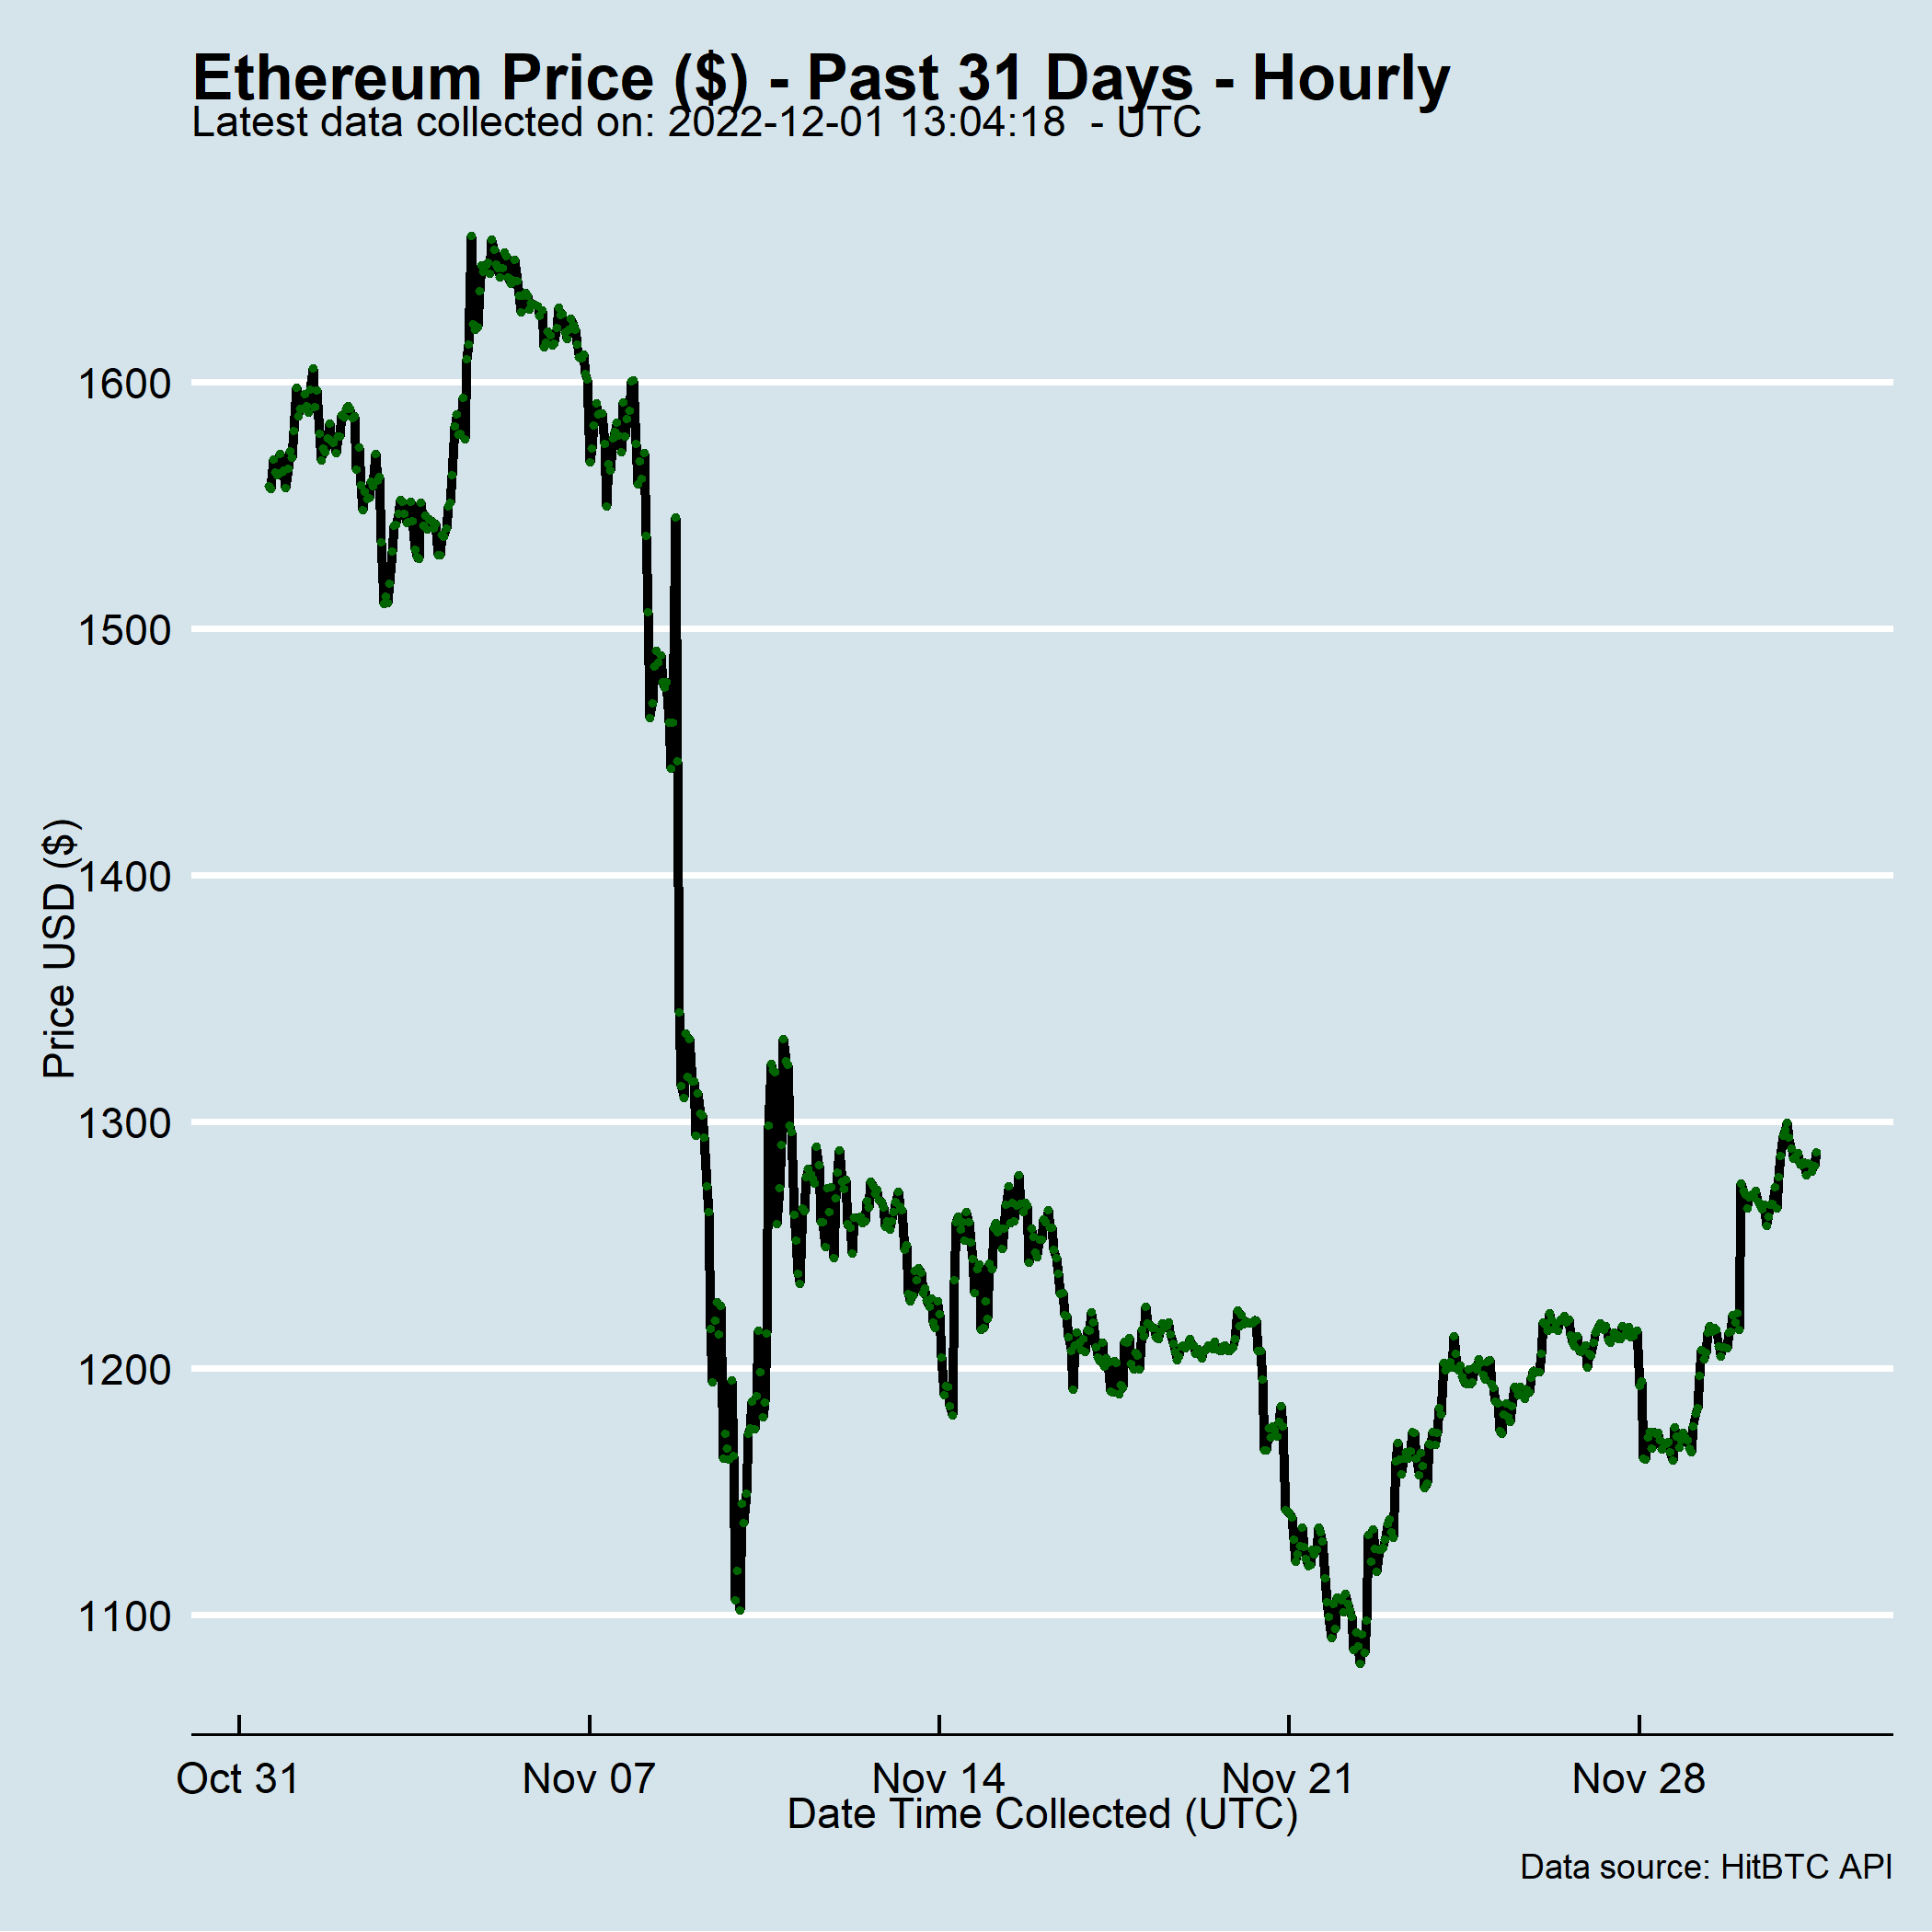 Ethereum Price ($) - Past 31 Days - Hourly
Latest data collected on: 2022-12-01 13:04:18  - UTC
Price USD ($)
1600
1500
1400
1300
1200
1100
Oct 31
Nov 07
Nov 14
Nov 21
Nov 28
Date Time Collected (UTC)
Data source: HitBTC API